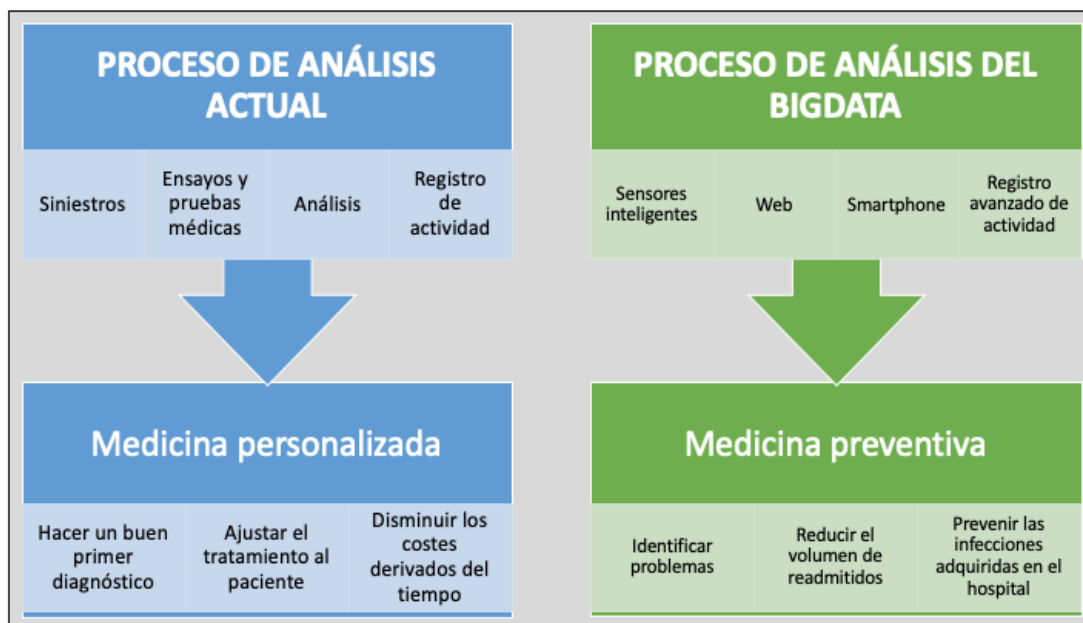 PROCESO DE ANÁLISIS
ACTUAL
Siniestros
Ensayos y
pruebas
médicas
Análisis
Registro
de
actividad
Medicina personalizada
Hacer un buen
primer
diagnóstico
Ajustar el
tratamiento al
paciente
Disminuir los
costes
derivados del
tiempo
PROCESO DE ANÁLISIS DEL
BIGDATA
Sensores
inteligentes
Web
Smartphone
Registro
avanzado de
actividad
Medicina preventiva
Identificar
problemas
Reducir el
volumen de
readmitidos
Prevenir las
infecciones
adquiridas en el
hospital